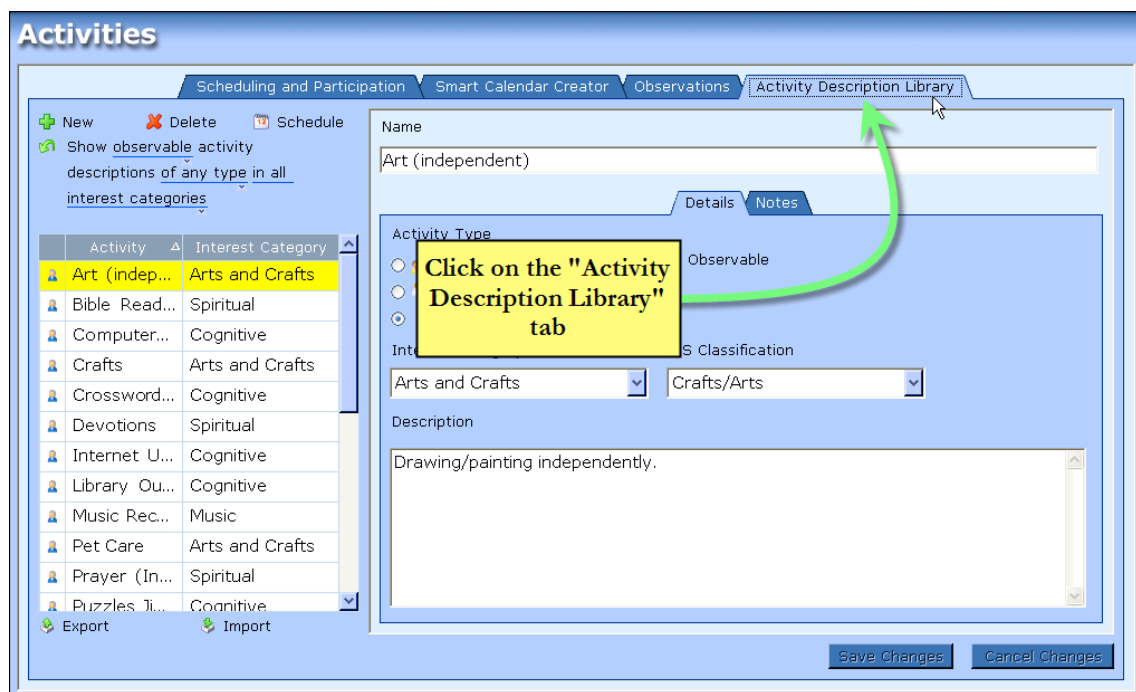 Activities
Scheduling and Participation Smart Calendar Creator Observations Activity Description Library
New Delete Schedule
Show observable activity
descriptions of any type in all
interest categories
Activity Interest Category
Art (indep... Arts and Crafts
Bible Read... Spiritual
Computer... Cognitive
Crafts Arts and Crafts
Crossword... Cognitive
Devotions Spiritual
Internet U... Cognitive
Library Ou... Cognitive
Music Rec... Music
Pet Care Arts and Crafts
Prayer (In... Spiritual
Puzzles Ji... Cognitive
Export Import
Name
Art (independent)
Details Notes
Activity Type
Observable
Click on the "Activity
Description Library"
tab
S Classification
Arts and Crafts Crafts/Arts
Description
Drawing/painting independently.
Save Changes Cancel Changes